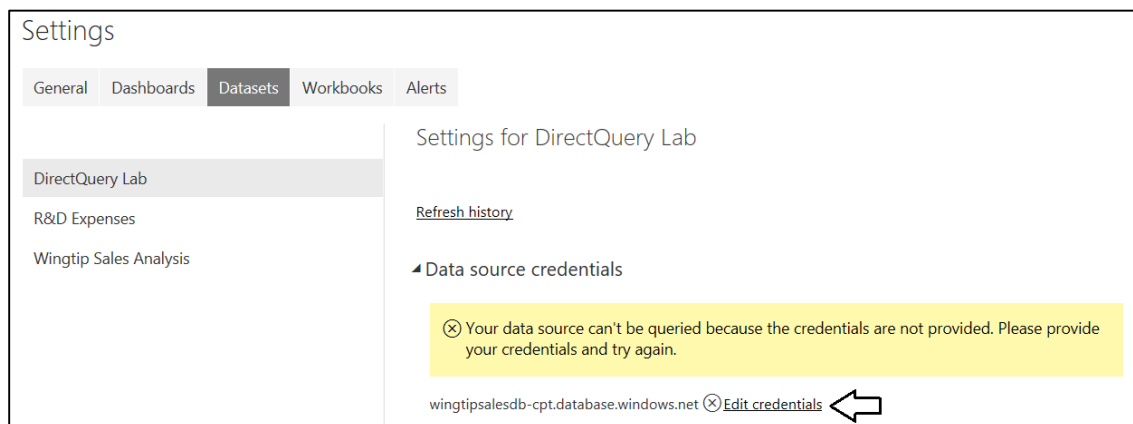 Settings
General Dashboards Datasets Workbooks Alerts
Settings for DirectQuery Lab
DirectQuery Lab
R&D Expenses
Wingtip Sales Analysis
Refresh history
Data source credentials
Your data source can't be queried because the credentials are not provided. Please provide
your credentials and try again.
wingtipsalesdb-cpt.database.windows.net Edit credentials